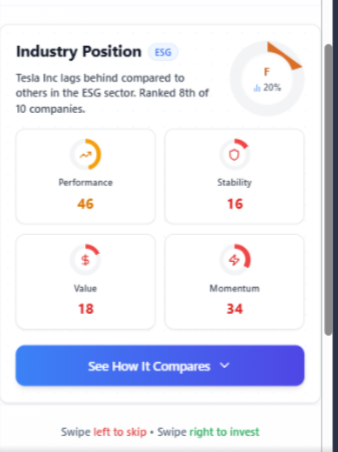 Industry Position ESG
Tesla Inc lags behind compared to
others in the ESG sector. Ranked 8th of
10 companies.
F
20%
Performance
46
Stability
16
Value
18
Momentum
34
See How It Compares
Swipe left to skip • Swipe right to invest